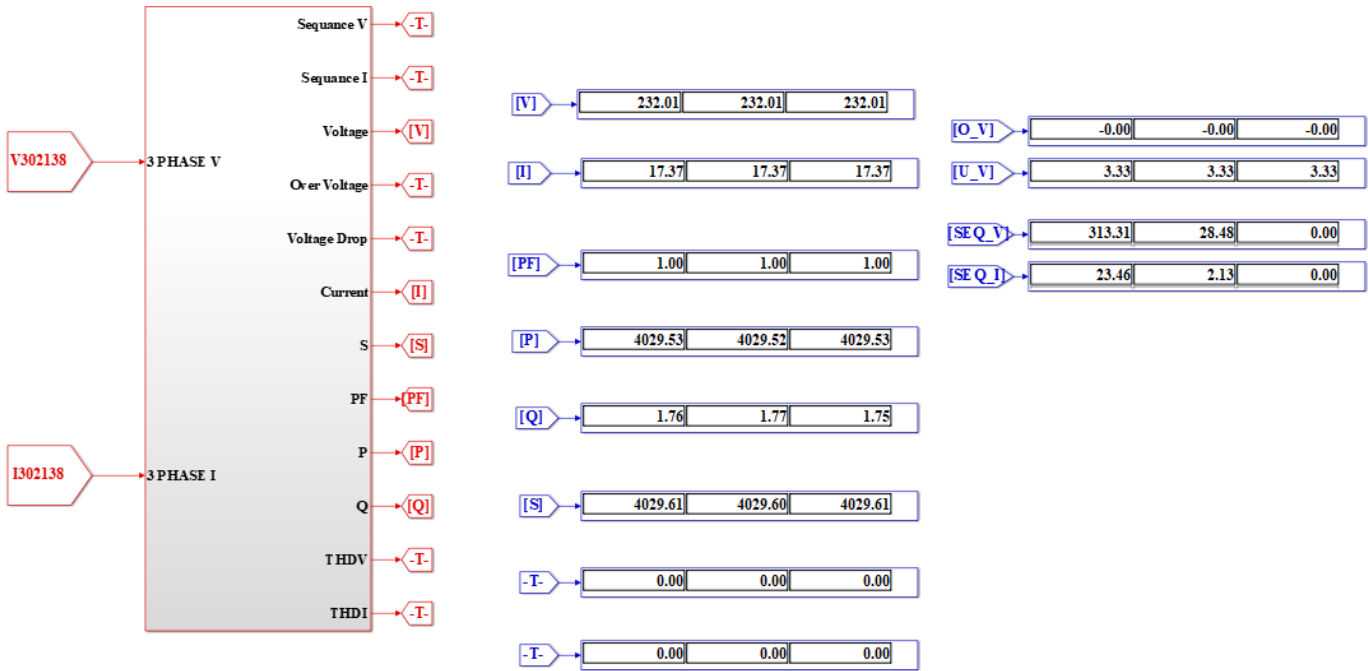 V302138
I302138
3 PHASE V
3 PHASE I
Sequance V
-T-
Sequance I
-T-
Voltage
[V]
Over Voltage
-T-
Voltage Drop
-T-
Current
[I]
S
[S]
PF
[PF]
P
[P]
Q
[Q]
THDV
-T-
THDI
-T-
[V] 232.01 232.01 232.01
[I] 17.37 17.37 17.37
[PF] 1.00 1.00 1.00
[P] 4029.53 4029.52 4029.53
[Q] 1.76 1.77 1.75
[S] 4029.61 4029.60 4029.61
-T- 0.00 0.00 0.00
-T- 0.00 0.00 0.00
[O_V] -0.00 -0.00 -0.00
[U_V] 3.33 3.33 3.33
[SEQ_V] 313.31 28.48 0.00
[SEQ_I] 23.46 2.13 0.00